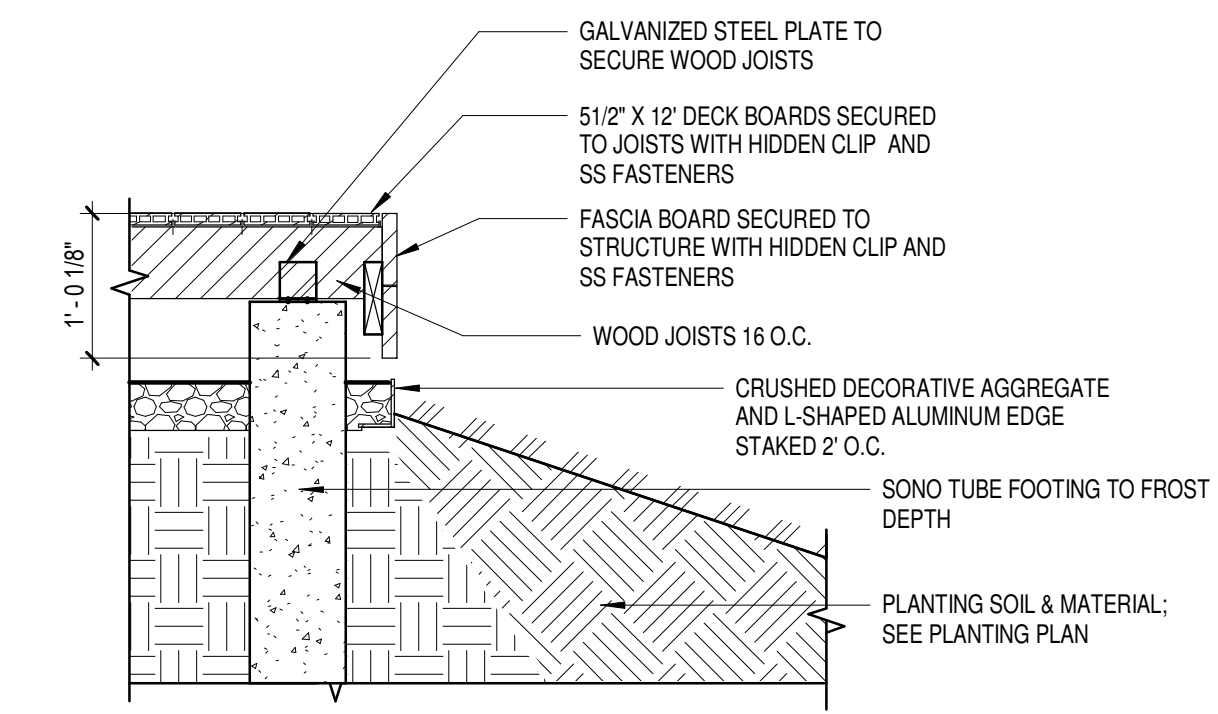 GALVANIZED STEEL PLATE TO
SECURE WOOD JOISTS
51/2" X 12' DECK BOARDS SECURED
TO JOISTS WITH HIDDEN CLIP AND
SS FASTENERS
FASCIA BOARD SECURED TO
STRUCTURE WITH HIDDEN CLIP AND
SS FASTENERS
1' - 0 1/8"
WOOD JOISTS 16 O.C.
CRUSHED DECORATIVE AGGREGATE
AND L-SHAPED ALUMINUM EDGE
STAKED 2' O.C.
SONO TUBE FOOTING TO FROST
DEPTH
PLANTING SOIL & MATERIAL;
SEE PLANTING PLAN